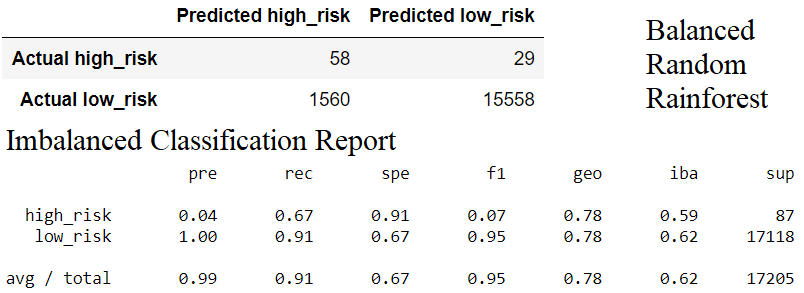 Predicted high_risk Predicted low_risk
Actual high_risk 58 29
Actual low_risk 1560 15558
Balanced
Random
Rainforest
Imbalanced Classification Report
pre rec spe f1 geo iba sup
high_risk 0.04 0.67 0.91 0.07 0.78 0.59 87
low_risk 1.00 0.91 0.67 0.95 0.78 0.62 17118
avg / total 0.99 0.91 0.67 0.95 0.78 0.62 17205